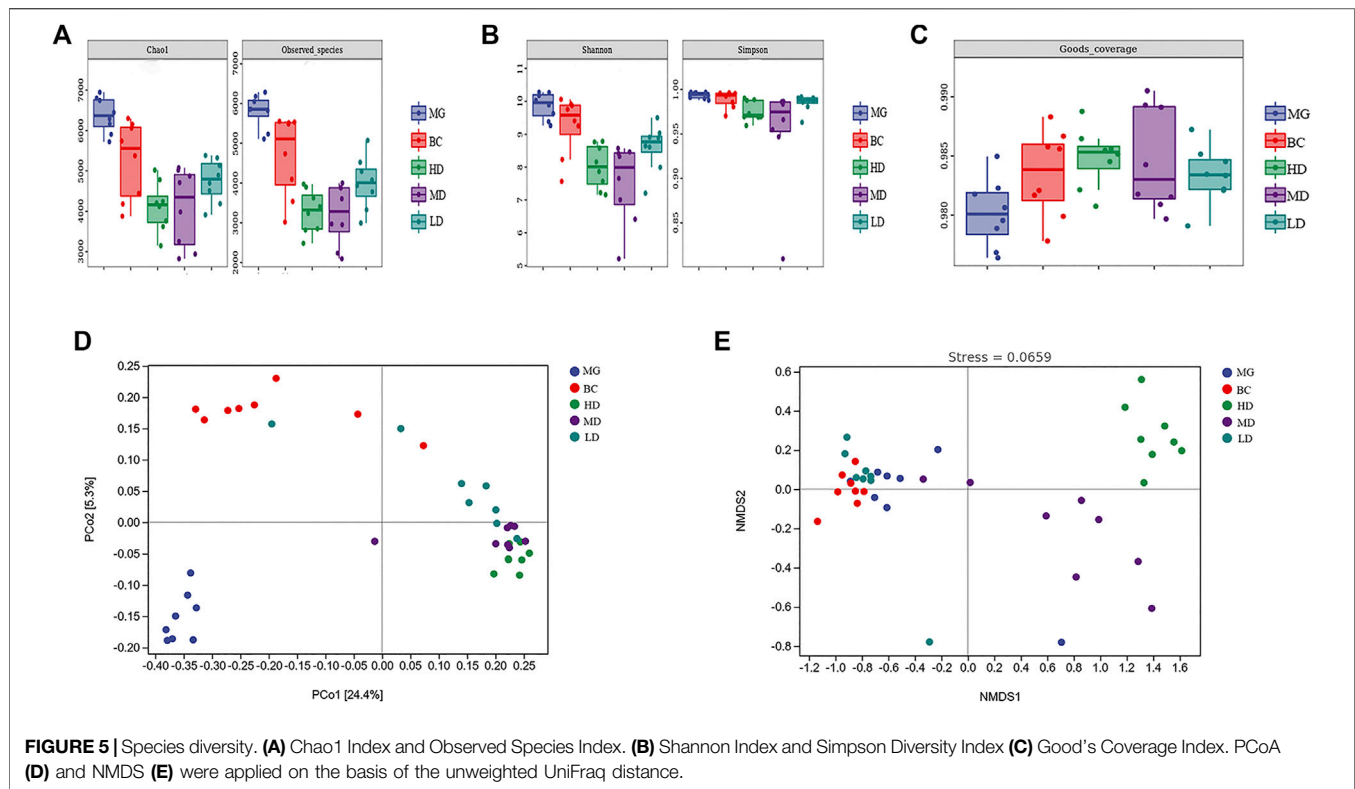 A
Chao1
Observed_species
7000
6000
5000
4000
3000
7000
6000
5000
4000
3000
2000
MG
BC
HD
MD
LD
B
Shannon
Simpson
11
10
9
8
7
6
5
1.00
0.95
0.90
0.85
MG
BC
HD
MD
LD
C
Goods_coverage
0.990
0.985
0.980
MG
BC
HD
MD
LD
D
0.25
0.20
0.15
0.10
0.05
0.00
-0.05
-0.10
-0.15
-0.20
PCo2 [5.3%]
-0.40 -0.35 -0.30 -0.25 -0.20 -0.15 -0.10 -0.05 0.00 0.05 0.10 0.15 0.20 0.25
PCo1 [24.4%]
MG
BC
HD
MD
LD
E
Stress = 0.0659
0.6
0.4
0.2
0.0
-0.2
-0.4
-0.6
-0.8
NMDS2
-1.2 -1.0 -0.8 -0.6 -0.4 -0.2 0.0 0.2 0.4 0.6 0.8 1.0 1.2 1.4 1.6
NMDS1
MG
BC
HD
MD
LD
FIGURE 5 | Species diversity. (A) Chao1 Index and Observed Species Index. (B) Shannon Index and Simpson Diversity Index (C) Good's Coverage Index. PCoA
(D) and NMDS (E) were applied on the basis of the unweighted UniFraq distance.